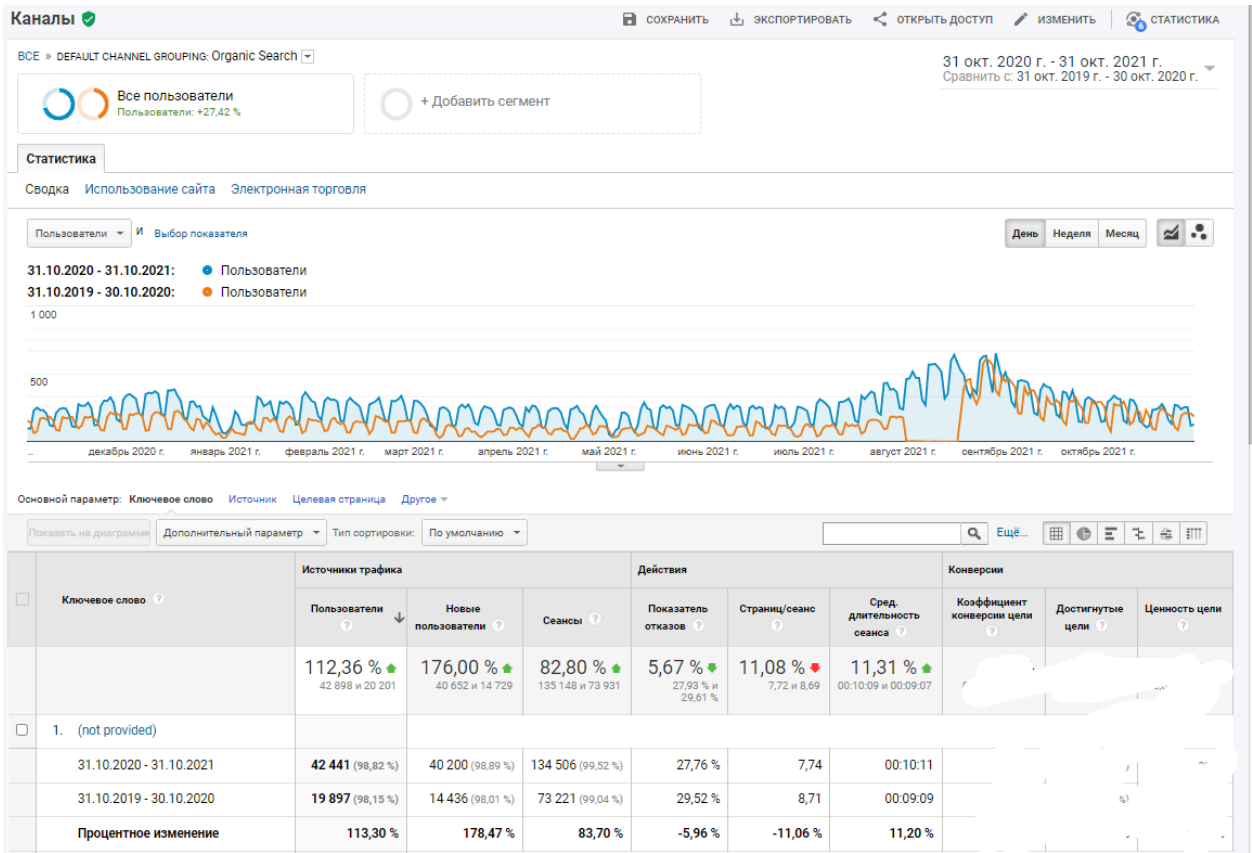 Каналы
СОХРАНИТЬ ЭКСПОРТИРОВАТЬ ОТКРЫТЬ ДОСТУП ИЗМЕНИТЬ 6 СТАТИСТИКА
ВСЕ » DEFAULT CHANNEL GROUPING: Organic Search
31 окт. 2020 г. - 31 окт. 2021 г.
Сравнить с: 31 окт. 2019 г. - 30 окт. 2020 г.
Все пользователи
Пользователи: +27,42 %
+ Добавить сегмент
Статистика
Сводка Использование сайта Электронная торговля
Пользователи И Выбор показателя
День Неделя Месяц
31.10.2020 - 31.10.2021: Пользователи
31.10.2019 - 30.10.2020: Пользователи
1 000
500
.. декабрь 2020 г. январь 2021 г. февраль 2021 г. март 2021 г. апрель 2021 г. май 2021 г. июнь 2021 г. июль 2021 г. август 2021 г. сентябрь 2021 г. октябрь 2021 г.
Основной параметр: Ключевое слово Источник Целевая страница Другое
Показать на диаграмме Дополнительный параметр Тип сортировки: По умолчанию Ещё...
Источники трафика Действия Конверсии
Ключевое слово ?
Пользователи ?
Новые пользователи ?
Сеансы ?
Показатель отказов ?
Страниц/сеанс ?
Сред. длительность сеанса ?
Коэффициент конверсии цели ?
Достигнутые цели ?
Ценность цели ?
112,36 % 176,00 % 82,80 % 5,67 % 11,08 % 11,31 %
42 898 и 20 201 40 652 и 14 729 135 148 и 73 931 27,93 % и 29,61 % 7,72 и 8,69 00:10:09 и 00:09:07
1. (not provided)
31.10.2020 - 31.10.2021 42 441 (98,82 %) 40 200 (98,89 %) 134 506 (99,52 %) 27,76 % 7,74 00:10:11
31.10.2019 - 30.10.2020 19 897 (98,15 %) 14 436 (98,01 %) 73 221 (99,04 %) 29,52 % 8,71 00:09:09
Процентное изменение 113,30 % 178,47 % 83,70 % -5,96 % -11,06 % 11,20 %